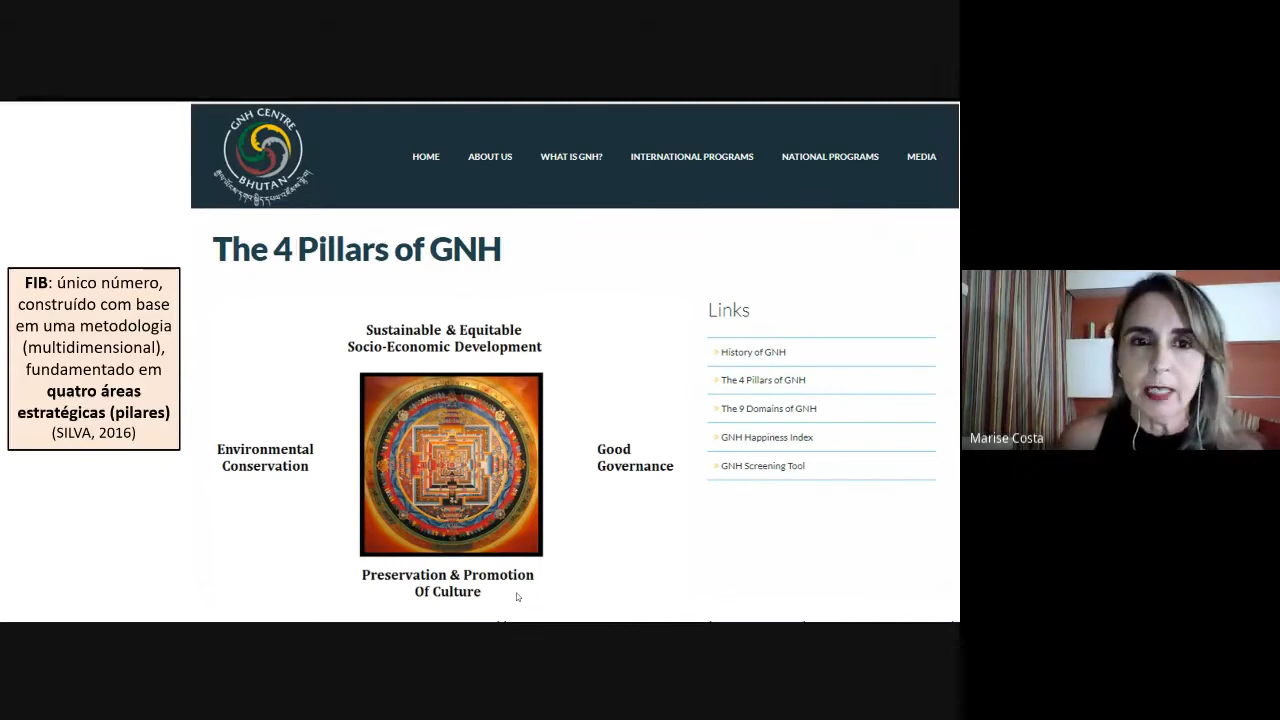 GNH CENTRE
BHUTAN
HOME ABOUT US WHAT IS GNH? INTERNATIONAL PROGRAMS NATIONAL PROGRAMS MEDIA
The 4 Pillars of GNH
FIB: único número,
construído com base
em uma metodologia
(multidimensional),
fundamentado em
quatro áreas
estratégicas (pilares)
(SILVA, 2016)
Sustainable & Equitable
Socio-Economic Development
Environmental
Conservation
Good
Governance
Preservation & Promotion
Of Culture
Links
» History of GNH
» The 4 Pillars of GNH
» The 9 Domains of GNH
» GNH Happiness Index
» GNH Screening Tool
Marise Costa